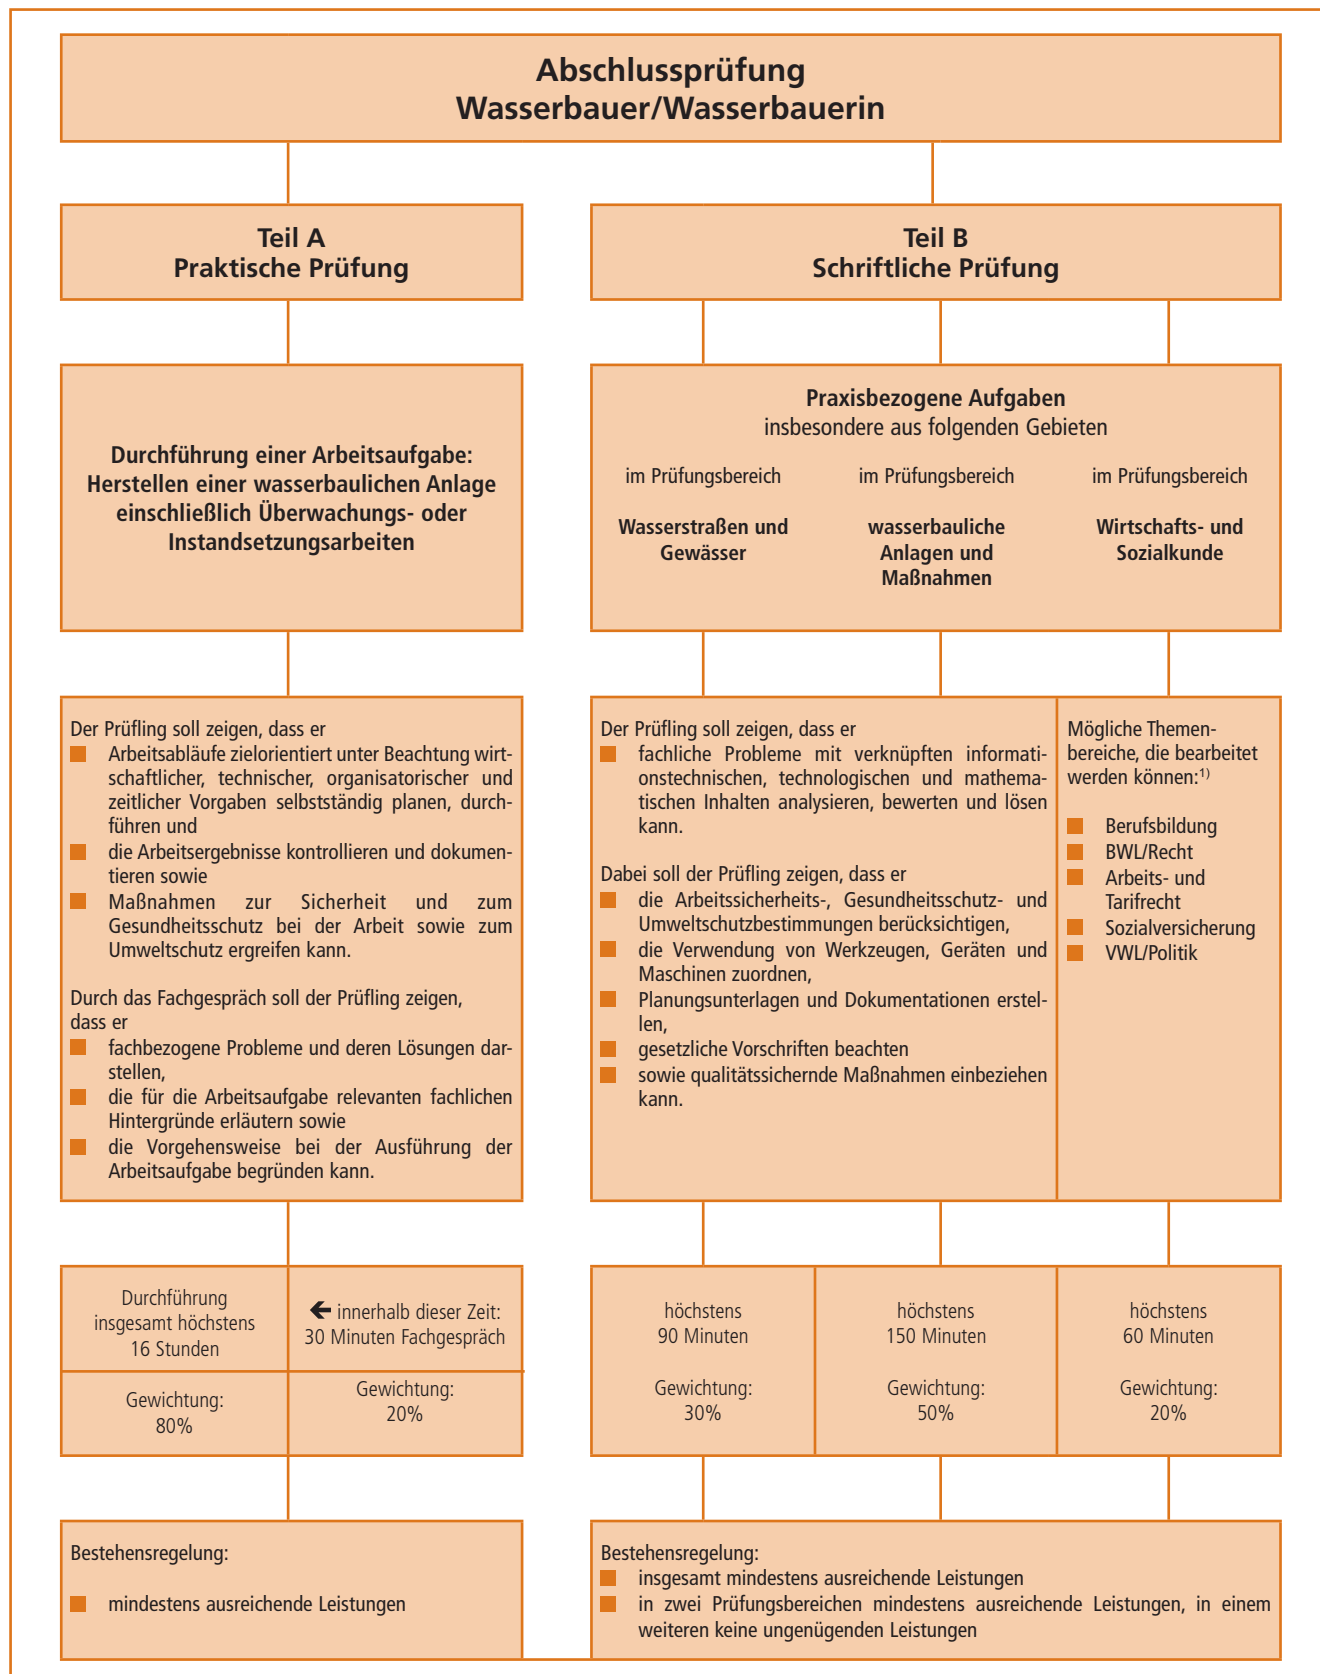 Abschlussprüfung
Wasserbauer/Wasserbauerin
Teil A
Praktische Prüfung
Teil B
Schriftliche Prüfung
Durchführung einer Arbeitsaufgabe:
Herstellen einer wasserbaulichen Anlage
einschließlich Überwachungs- oder
Instandsetzungsarbeiten
Praxisbezogene Aufgaben
insbesondere aus folgenden Gebieten
im Prüfungsbereich
Wasserstraßen und
Gewässer
im Prüfungsbereich
wasserbauliche
Anlagen und
Maßnahmen
im Prüfungsbereich
Wirtschafts- und
Sozialkunde
Der Prüfling soll zeigen, dass er
Arbeitsabläufe zielorientiert unter Beachtung wirt-
schaftlicher, technischer, organisatorischer und
zeitlicher Vorgaben selbstständig planen, durch-
führen und
die Arbeitsergebnisse kontrollieren und dokumen-
tieren sowie
Maßnahmen zur Sicherheit und zum
Gesundheitsschutz bei der Arbeit sowie zum
Umweltschutz ergreifen kann.
Durch das Fachgespräch soll der Prüfling zeigen,
dass er
fachbezogene Probleme und deren Lösungen dar-
stellen,
die für die Arbeitsaufgabe relevanten fachlichen
Hintergründe erläutern sowie
die Vorgehensweise bei der Ausführung der
Arbeitsaufgabe begründen kann.
Der Prüfling soll zeigen, dass er
fachliche Probleme mit verknüpften informati-
onstechnischen, technologischen und mathema-
tischen Inhalten analysieren, bewerten und lösen
kann.
Dabei soll der Prüfling zeigen, dass er
die Arbeitssicherheits-, Gesundheitsschutz- und
Umweltschutzbestimmungen berücksichtigen,
die Verwendung von Werkzeugen, Geräten und
Maschinen zuordnen,
Planungsunterlagen und Dokumentationen erstel-
len,
gesetzliche Vorschriften beachten
sowie qualitätssichernde Maßnahmen einbeziehen
kann.
Mögliche Themen-
bereiche, die bearbeitet
werden können:1)
Berufsbildung
BWL/Recht
Arbeits- und
Tarifrecht
Sozialversicherung
VWL/Politik
Durchführung
insgesamt höchstens
16 Stunden
← innerhalb dieser Zeit:
30 Minuten Fachgespräch
Gewichtung:
80%
Gewichtung:
20%
höchstens
90 Minuten
Gewichtung:
30%
höchstens
150 Minuten
Gewichtung:
50%
höchstens
60 Minuten
Gewichtung:
20%
Bestehensregelung:
mindestens ausreichende Leistungen
Bestehensregelung:
insgesamt mindestens ausreichende Leistungen
in zwei Prüfungsbereichen mindestens ausreichende Leistungen, in einem
weiteren keine ungenügenden Leistungen